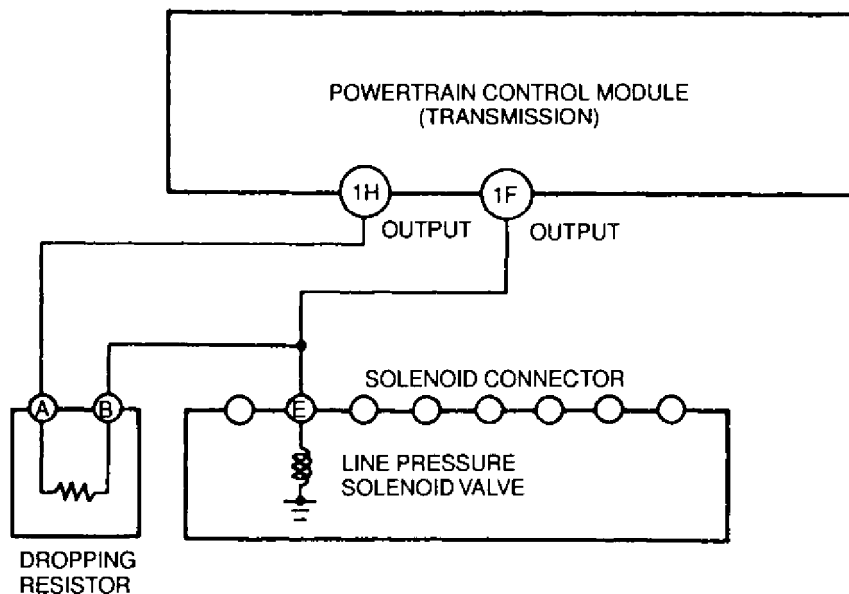 POWERTRAIN CONTROL MODULE
(TRANSMISSION)
1H
1F
OUTPUT
OUTPUT
SOLENOID CONNECTOR
A
B
E
LINE PRESSURE
SOLENOID VALVE
DROPPING
RESISTOR